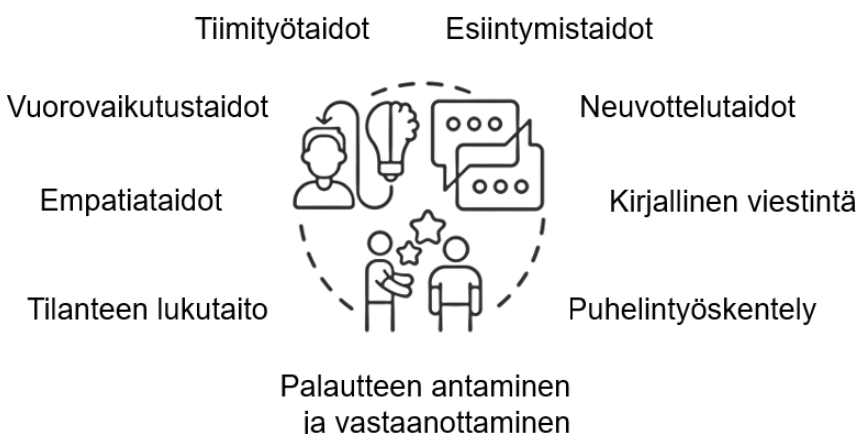 Tiimityötaidot
Esiintymistaidot
Vuorovaikutustaidot
Neuvottelutaidot
Empatiataidot
Kirjallinen viestintä
Tilanteen lukutaito
Puhelintyöskentely
Palautteen antaminen
ja vastaanottaminen